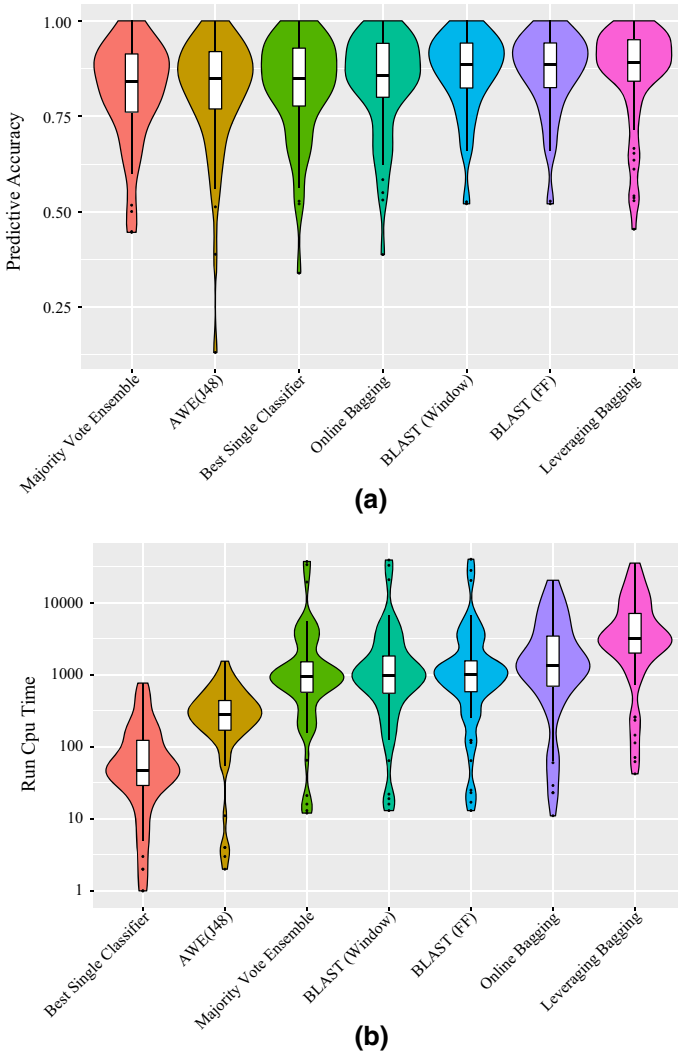 1.00
0.75
0.50
0.25
Predictive Accuracy
Majority Vote Ensemble
AWE(J48)
Best Single Classifier
Online Bagging
BLAST (Window)
BLAST (FF)
Leveraging Bagging
(a)
10000
1000
100
10
1
Run Cpu Time
Best Single Classifier
AWE(J48)
Majority Vote Ensemble
BLAST (Window)
BLAST (FF)
Online Bagging
Leveraging Bagging
(b)